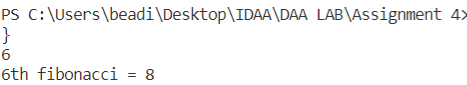 PS C:\Users\beadi\Desktop\IDAA\DAA LAB\Assignment 4>
}
6
6th fibonacci = 8